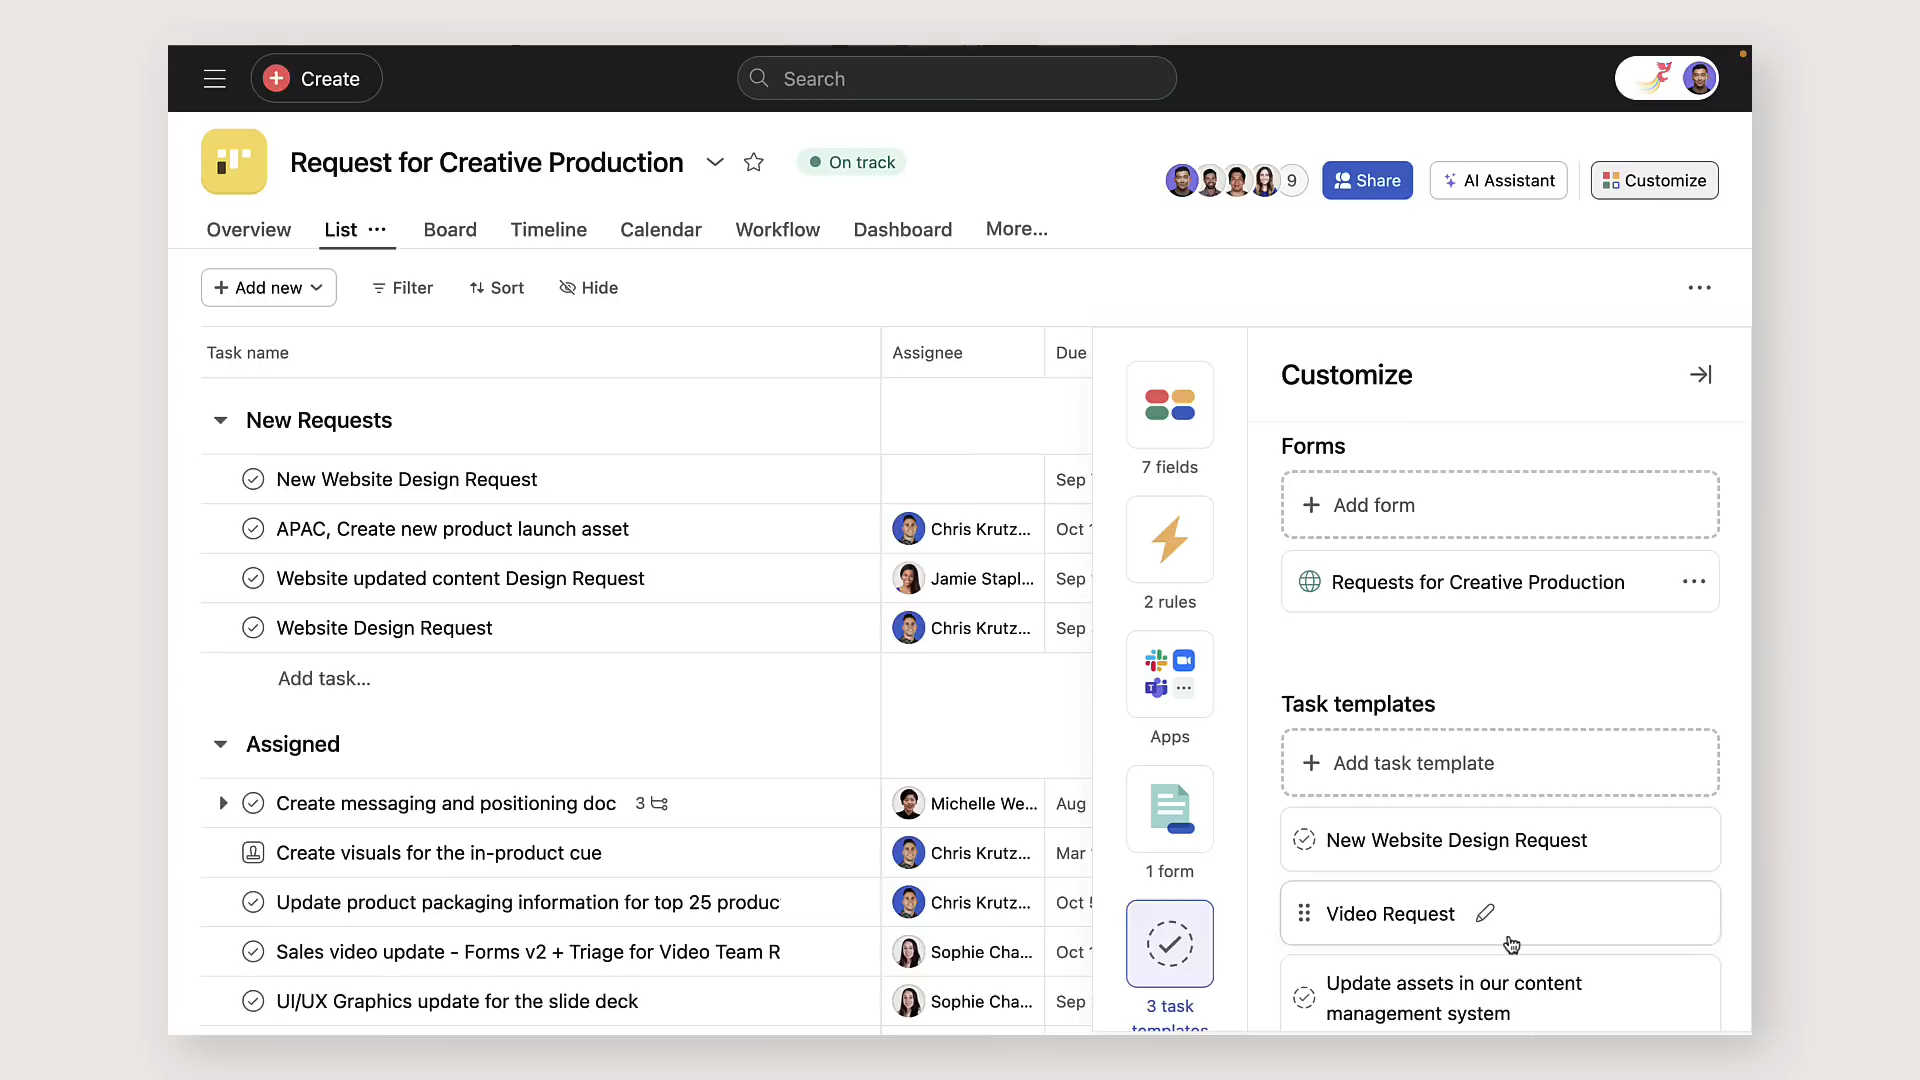 Create
Search
Request for Creative Production
On track
9
Share
AI Assistant
Customize
Overview
List
Board
Timeline
Calendar
Workflow
Dashboard
More...
Add new
Filter
Sort
Hide
Task name
Assignee
Due
New Requests
New Website Design Request
Sep
APAC, Create new product launch asset
Chris Krutz...
Oct
Website updated content Design Request
Jamie Stapl...
Sep
Website Design Request
Chris Krutz...
Sep
Add task...
Assigned
Create messaging and positioning doc 3
Michelle We...
Aug
Create visuals for the in-product cue
Chris Krutz...
Mar
Update product packaging information for top 25 produc
Chris Krutz...
Oct
Sales video update - Forms v2 + Triage for Video Team R
Sophie Cha...
Oct
UI/UX Graphics update for the slide deck
Sophie Cha...
Sep
7 fields
2 rules
Apps
1 form
3 task
templates
Customize
Forms
Add form
Requests for Creative Production
Task templates
Add task template
New Website Design Request
Video Request
Update assets in our content
management system